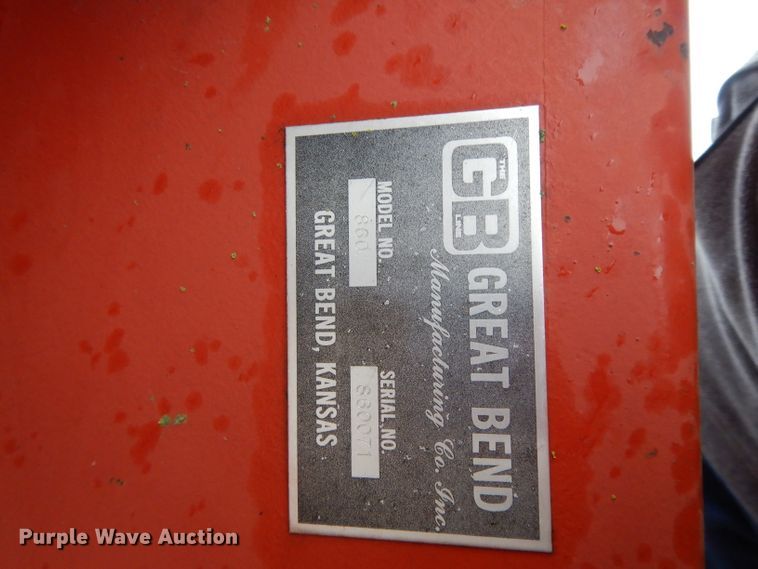 THE
GB
LINE
GREAT BEND
Manufacturing Co. Inc.
MODEL NO. SERIAL NO.
860
GREAT BEND, KANSAS
Purple Wave Auction